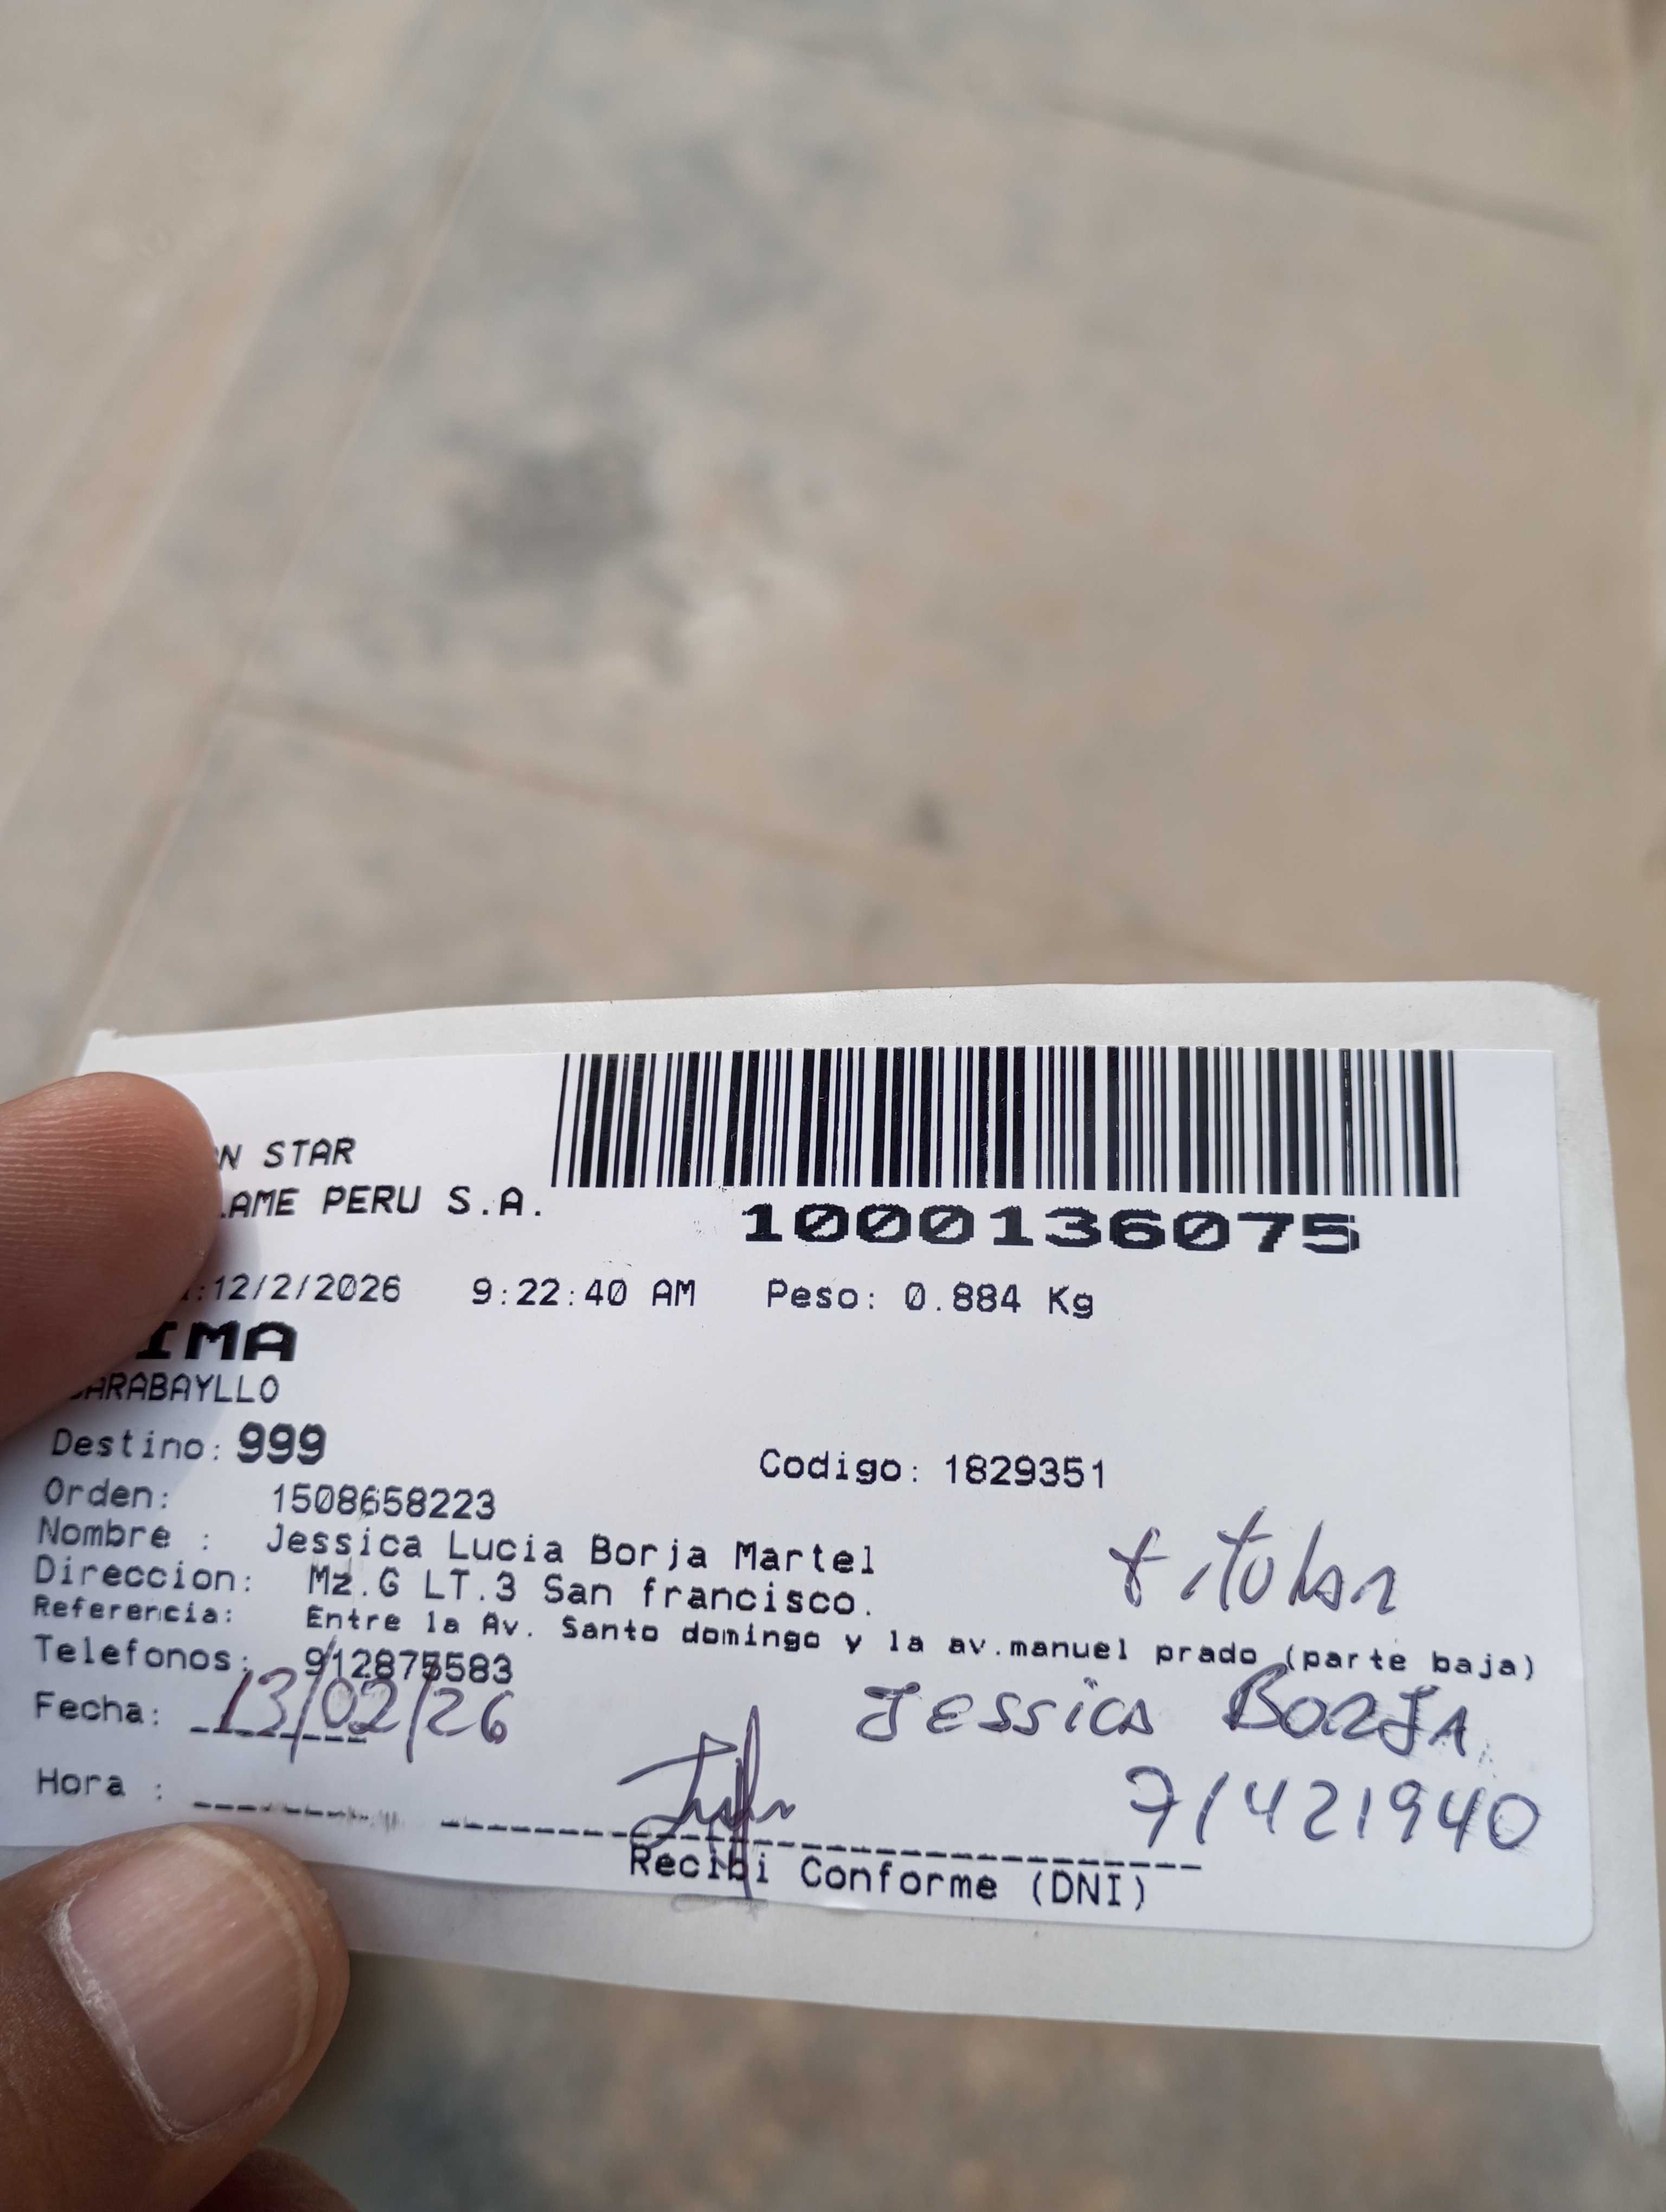 STAR
PERU S.A.
1000136075
12/2/2026 9:22:40 AM Peso: 0.884 Kg
IMA
ARABAYLLO
Destino: 999
Codigo: 1829351
Orden: 1508658223
Nombre : Jessica Lucia Borja Martel
titular
Direccion: Mz.G LT.3 San francisco.
Referencia: Entre la Av. Santo domingo y la av.manuel prado (parte baja)
Telefonos: 912875583
Fecha: 13/02/26
Jessica Borja
Hora :
71421940
Recibi Conforme (DNI)